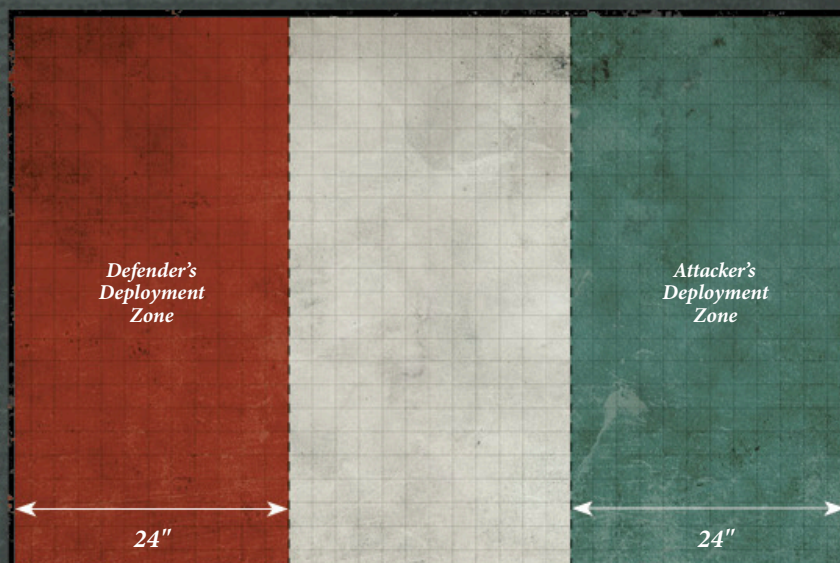 Defender’s
Deployment
Zone
Attacker’s
Deployment
Zone
24"
24"